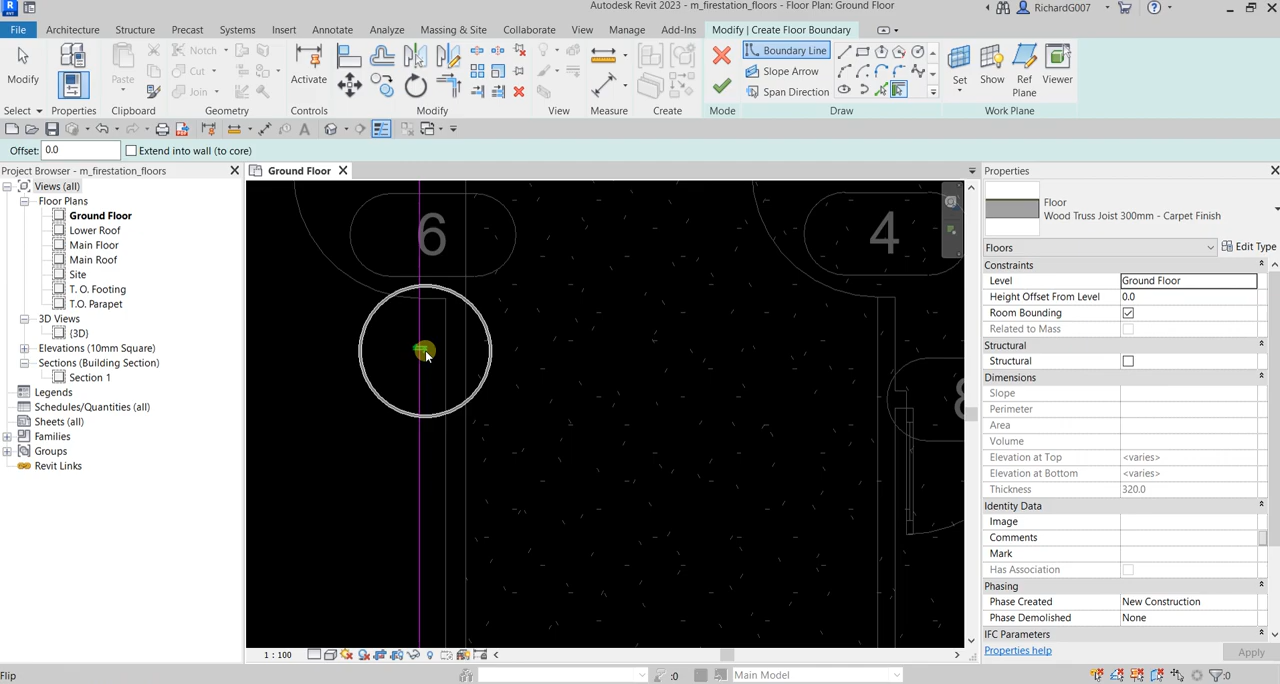 Autodesk Revit 2023 - m_firestation_floors - Floor Plan: Ground Floor
RichardG007
File Architecture Structure Precast Systems Insert Annotate Analyze Massing & Site Collaborate View Manage Add-Ins Modify | Create Floor Boundary
Modify
Paste
Notch
Cut
Join
Activate
Boundary Line
Slope Arrow
Span Direction
Set Show Ref Plane Viewer
Select Properties Clipboard Geometry Controls Modify View Measure Create Mode Draw Work Plane
Offset: 0.0 Extend into wall (to core)
Project Browser - m_firestation_floors
Views (all)
Floor Plans
Ground Floor
Lower Roof
Main Floor
Main Roof
Site
T. O. Footing
T.O. Parapet
3D Views
{3D}
Elevations (10mm Square)
Sections (Building Section)
Section 1
Legends
Schedules/Quantities (all)
Sheets (all)
Families
Groups
Revit Links
Ground Floor
6
4
8
Properties
Floor
Wood Truss Joist 300mm - Carpet Finish
Floors Edit Type
Constraints
Level Ground Floor
Height Offset From Level 0.0
Room Bounding
Related to Mass
Structural
Structural
Dimensions
Slope
Perimeter
Area
Volume
Elevation at Top <varies>
Elevation at Bottom <varies>
Thickness 320.0
Identity Data
Image
Comments
Mark
Has Association
Phasing
Phase Created New Construction
Phase Demolished None
IFC Parameters
Properties help Apply
1 : 100
Flip
:0
Main Model
:0